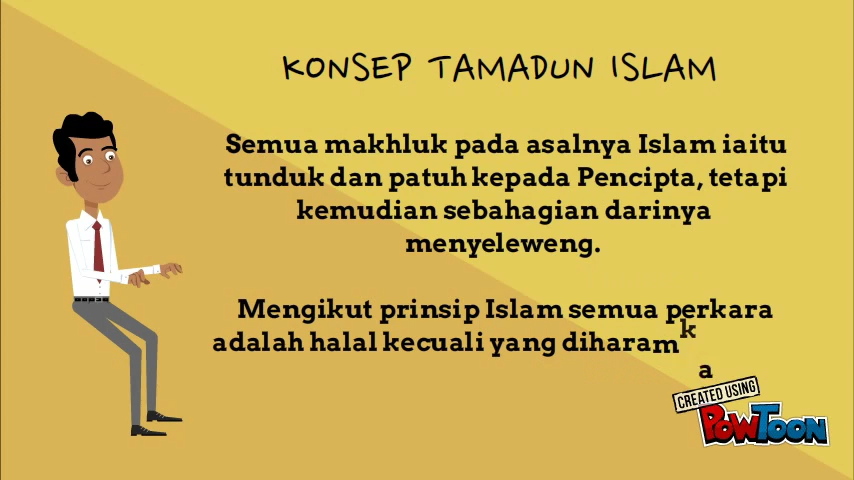 KONSEP TAMADUN ISLAM
Semua makhluk pada asalnya Islam iaitu
tunduk dan patuh kepada Pencipta, tetapi
kemudian sebahagian darinya
menyeleweng.
Mengikut prinsip Islam semua perkara
adalah halal kecuali yang diharamka
CREATED USING
POWTOON